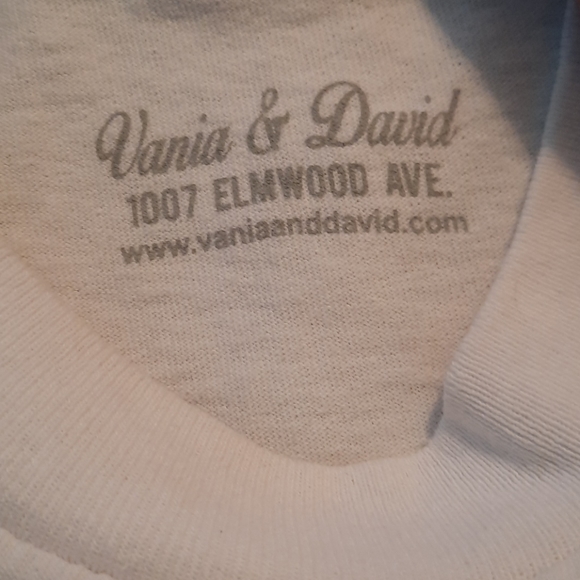 Vania & David
1007 ELMWOOD AVE.
www.vaniaanddavid.com